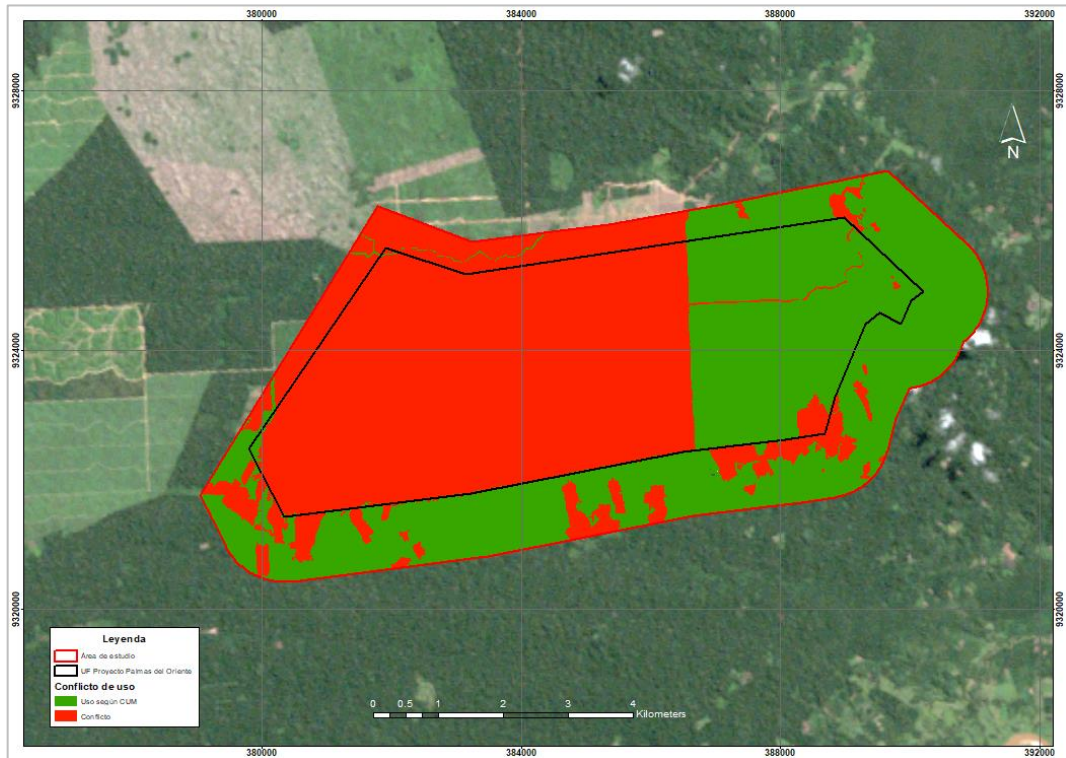 380000 384000 388000 392000
9328000 9328000
N
9324000 9324000
9320000 9320000
Leyenda
Área de estudio
UF Proyecto Palmas del Oriente
Conflicto de uso
Uso según CUM
Conflicto
0 0.5 1 2 3 4
Kilometers
380000 384000 388000 392000